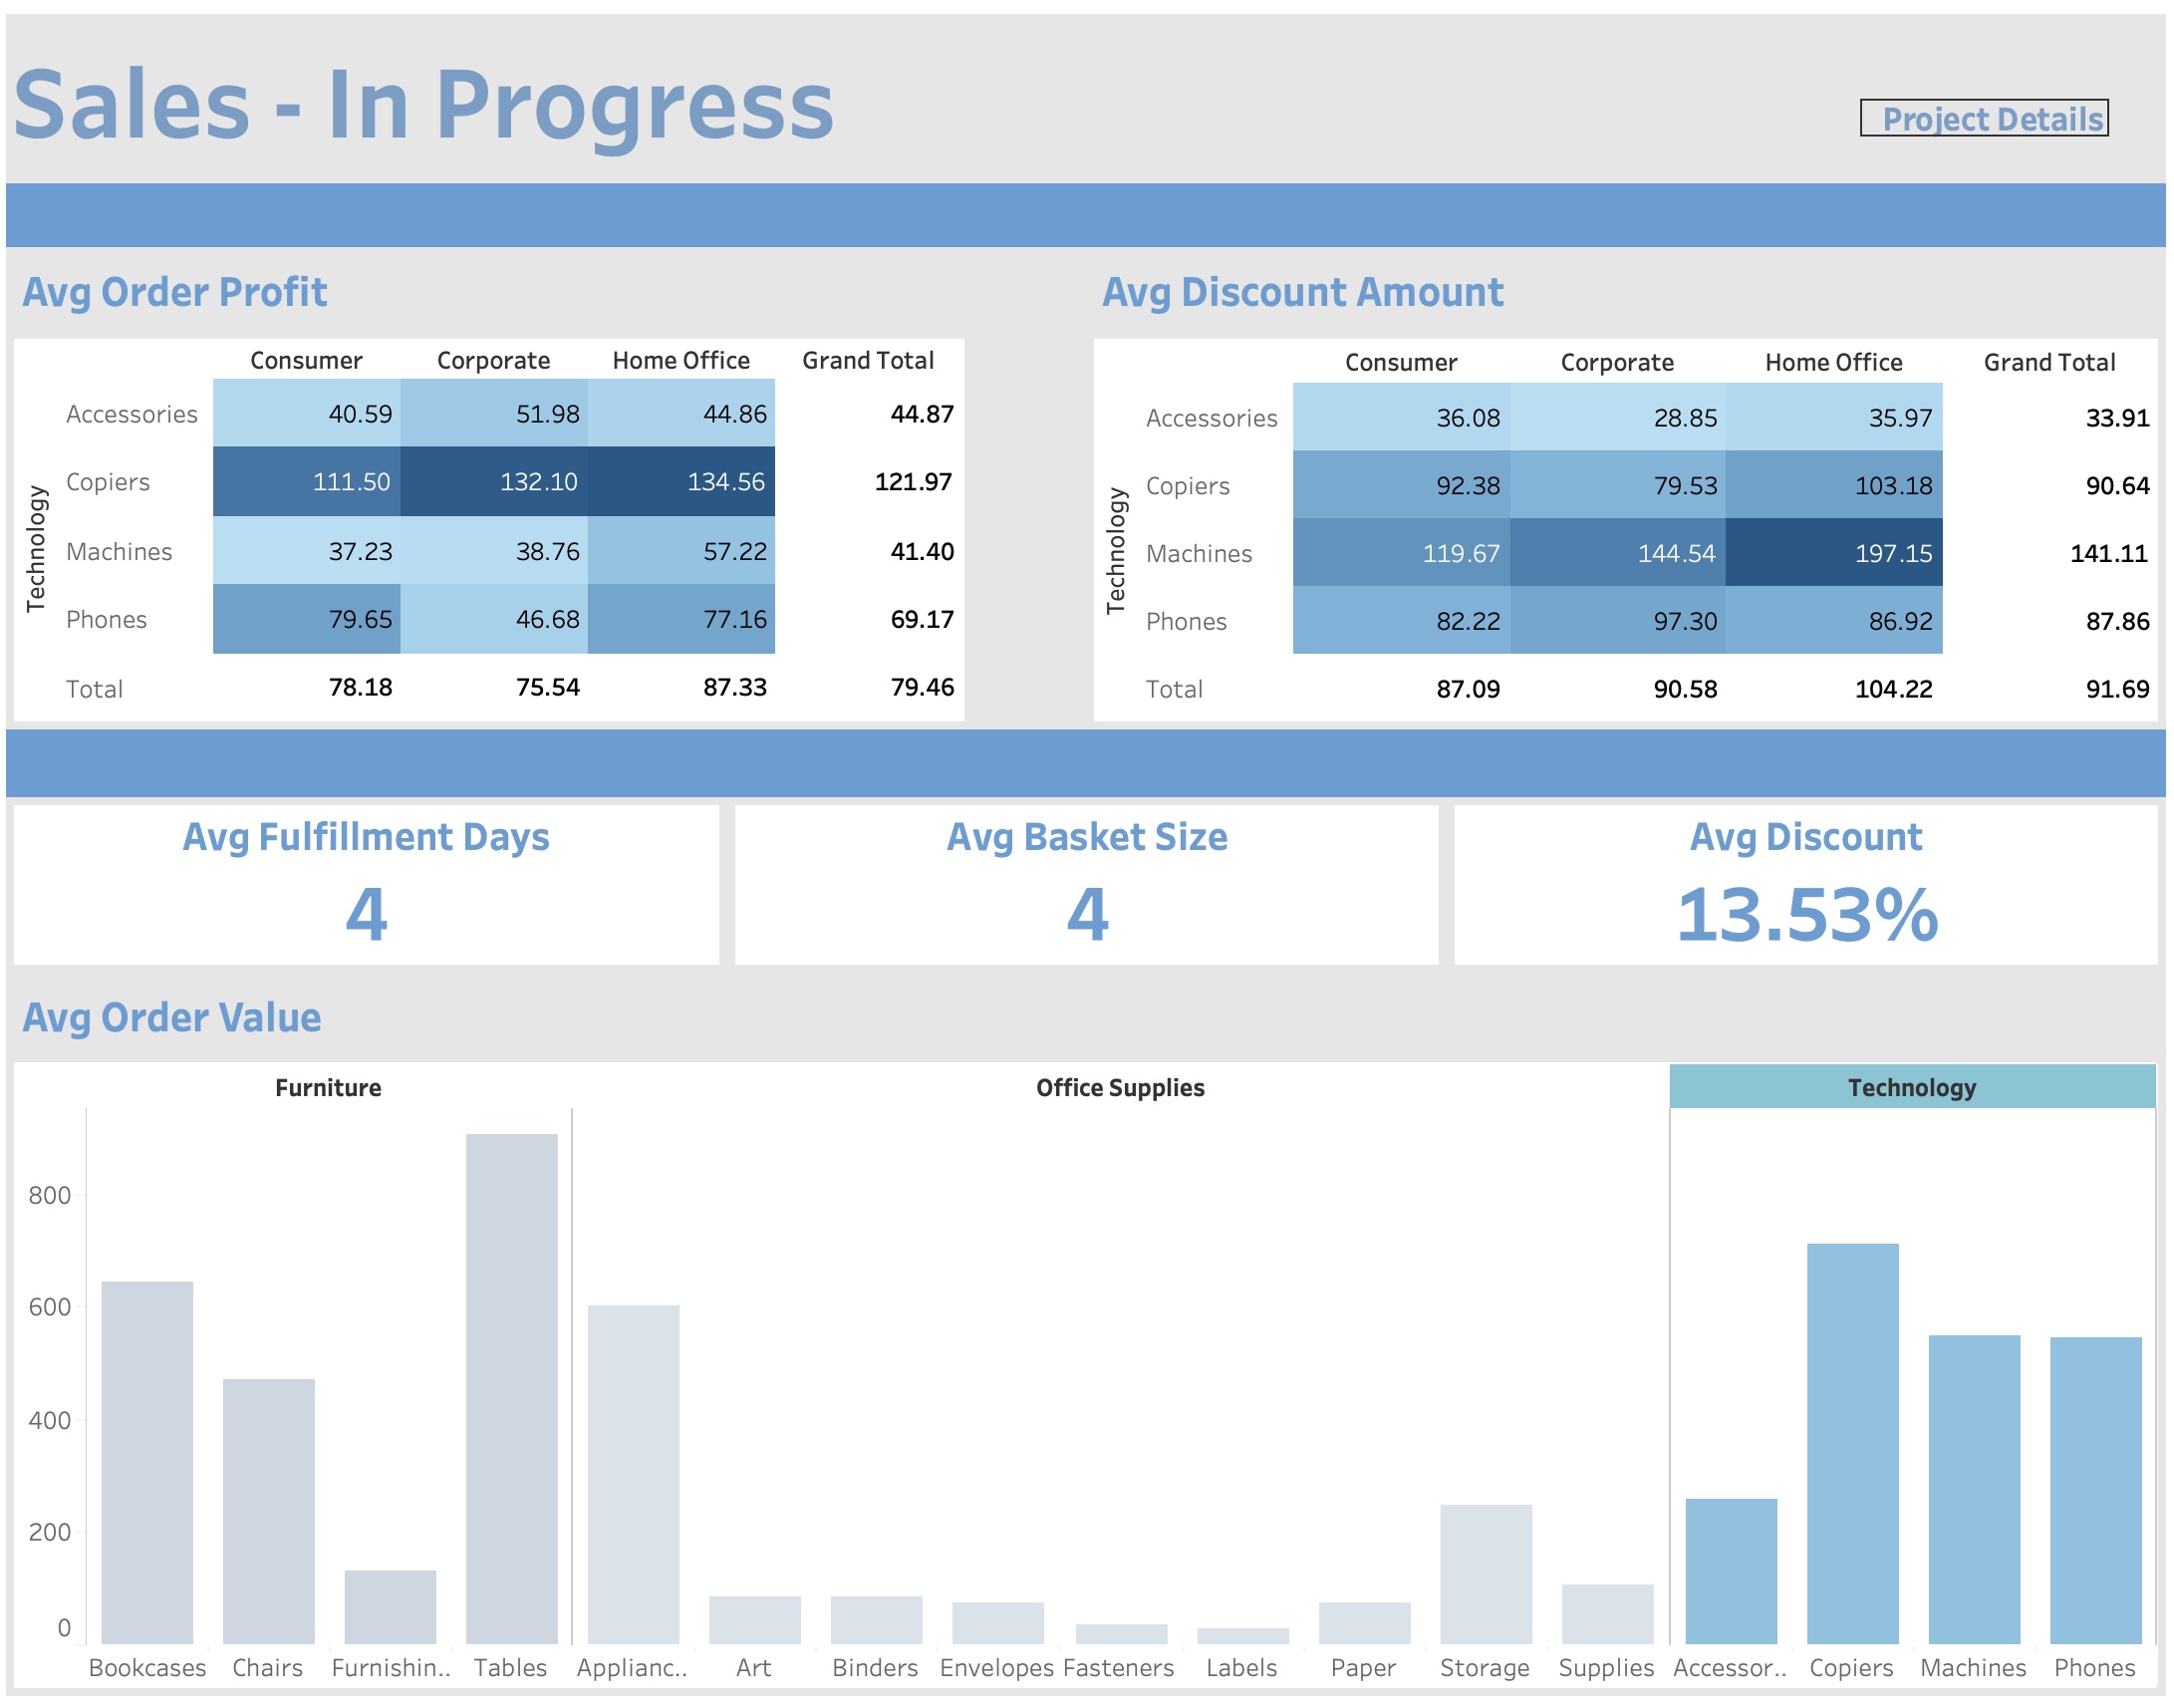 Sales - In Progress
Project Details
Avg Order Profit
Consumer Corporate Home Office Grand Total
Technology
Accessories 40.59 51.98 44.86 44.87
Copiers 111.50 132.10 134.56 121.97
Machines 37.23 38.76 57.22 41.40
Phones 79.65 46.68 77.16 69.17
Total 78.18 75.54 87.33 79.46
Avg Discount Amount
Consumer Corporate Home Office Grand Total
Technology
Accessories 36.08 28.85 35.97 33.91
Copiers 92.38 79.53 103.18 90.64
Machines 119.67 144.54 197.15 141.11
Phones 82.22 97.30 86.92 87.86
Total 87.09 90.58 104.22 91.69
Avg Fulfillment Days
4
Avg Basket Size
4
Avg Discount
13.53%
Avg Order Value
Furniture Office Supplies Technology
800
600
400
200
0
Bookcases Chairs Furnishin.. Tables Applianc.. Art Binders Envelopes Fasteners Labels Paper Storage Supplies Accessor.. Copiers Machines Phones